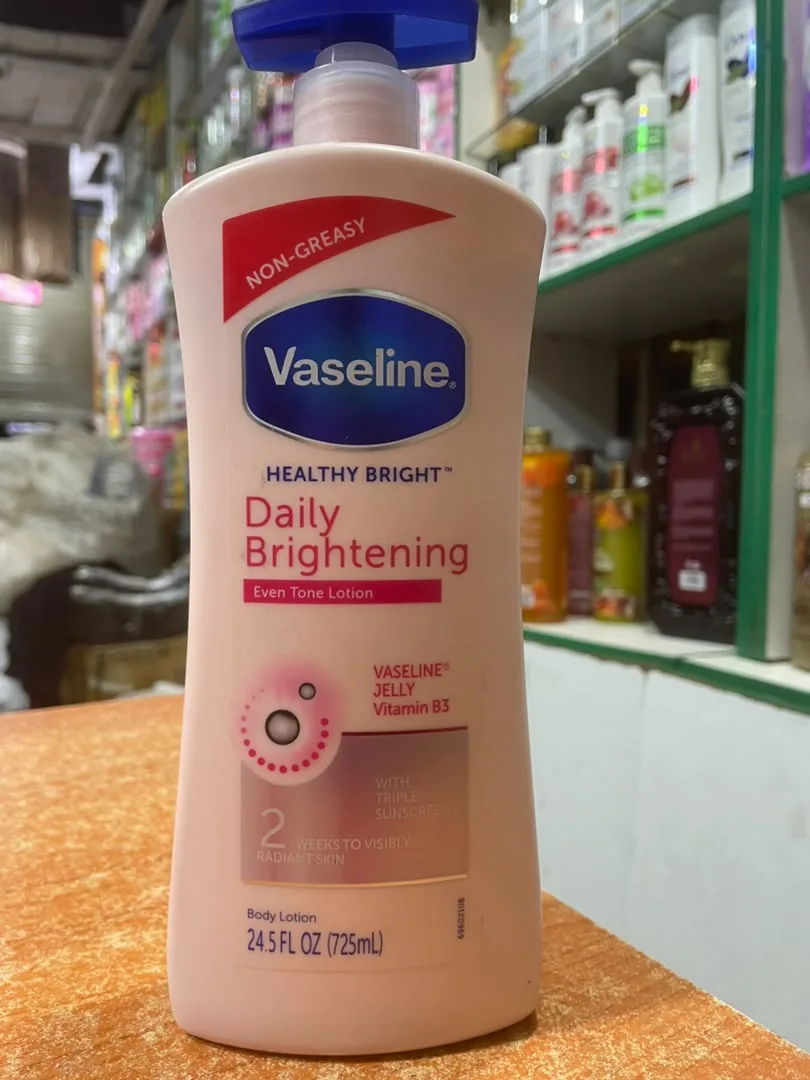 NON-GREASY
Vaseline®
HEALTHY BRIGHT™
Daily
Brightening
Even Tone Lotion
VASELINE®
JELLY
Vitamin B3
WITH
TRIPLE
SUNSCREEN
2 WEEKS TO VISIBLY
RADIANT SKIN
Body Lotion
24.5 FL OZ (725mL)